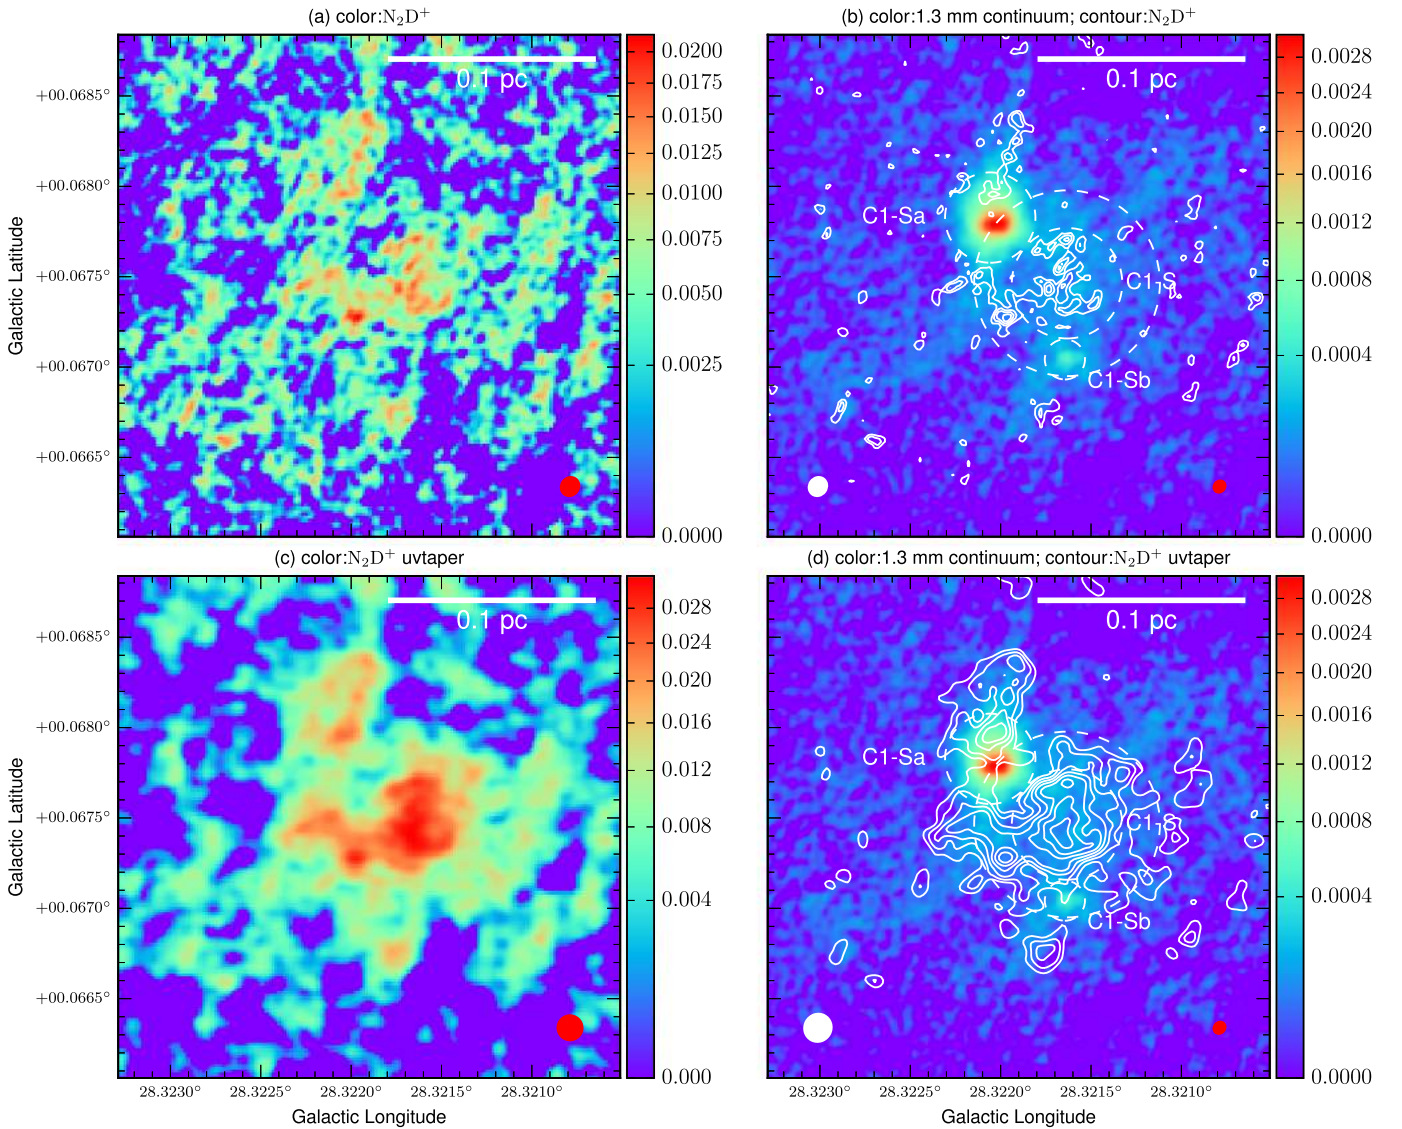 (a) color:N₂D⁺
0.1 pc
+00.0685°
+00.0680°
+00.0675°
+00.0670°
+00.0665°
Galactic Latitude
0.0200
0.0175
0.0150
0.0125
0.0100
0.0075
0.0050
0.0025
0.0000
(b) color:1.3 mm continuum; contour:N₂D⁺
0.1 pc
C1-Sa
C1-S
C1-Sb
0.0028
0.0024
0.0020
0.0016
0.0012
0.0008
0.0004
0.0000
(c) color:N₂D⁺ uvtaper
0.1 pc
+00.0685°
+00.0680°
+00.0675°
+00.0670°
+00.0665°
Galactic Latitude
28.3230° 28.3225° 28.3220° 28.3215° 28.3210°
Galactic Longitude
0.028
0.024
0.020
0.016
0.012
0.008
0.004
0.000
(d) color:1.3 mm continuum; contour:N₂D⁺ uvtaper
0.1 pc
C1-Sa
C1-S
C1-Sb
28.3230° 28.3225° 28.3220° 28.3215° 28.3210°
Galactic Longitude
0.0028
0.0024
0.0020
0.0016
0.0012
0.0008
0.0004
0.0000